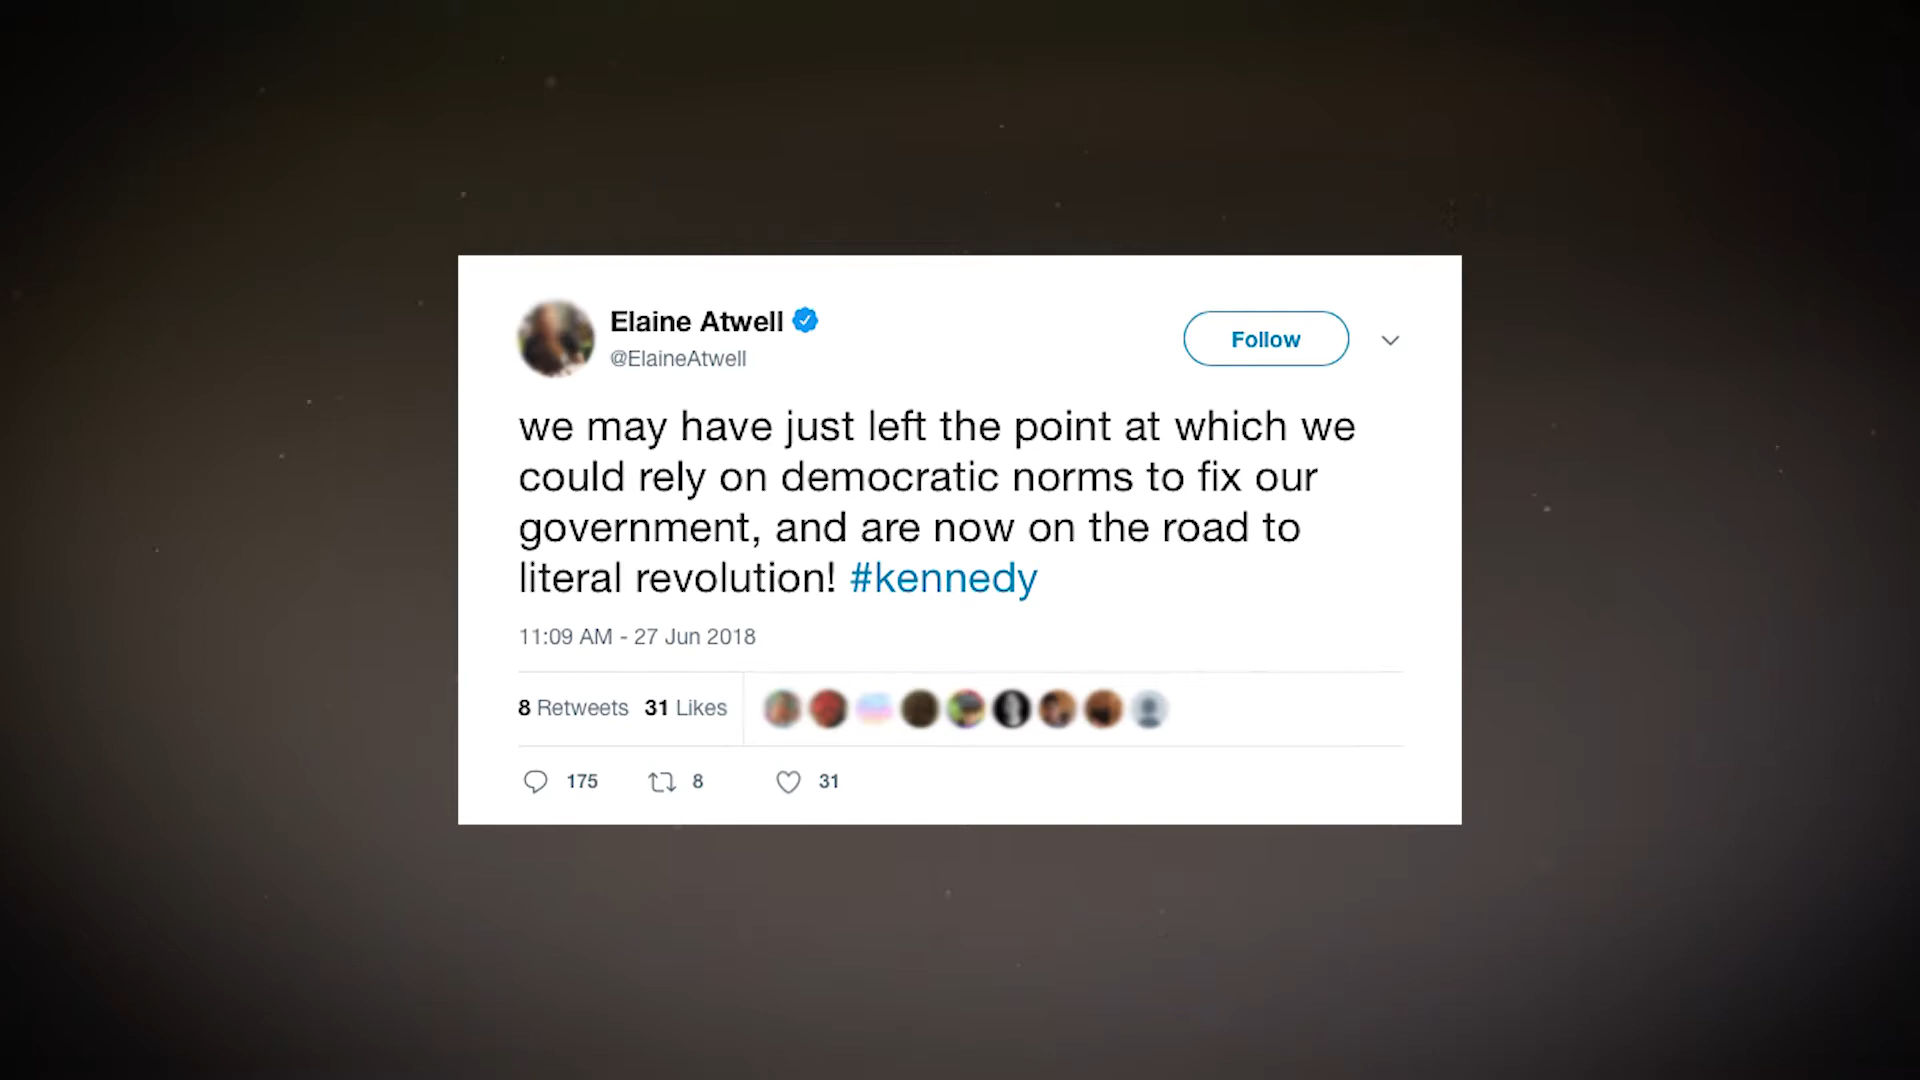 Elaine Atwell
@ElaineAtwell
Follow
we may have just left the point at which we
could rely on democratic norms to fix our
government, and are now on the road to
literal revolution! #kennedy
11:09 AM - 27 Jun 2018
8 Retweets 31 Likes
175 8 31